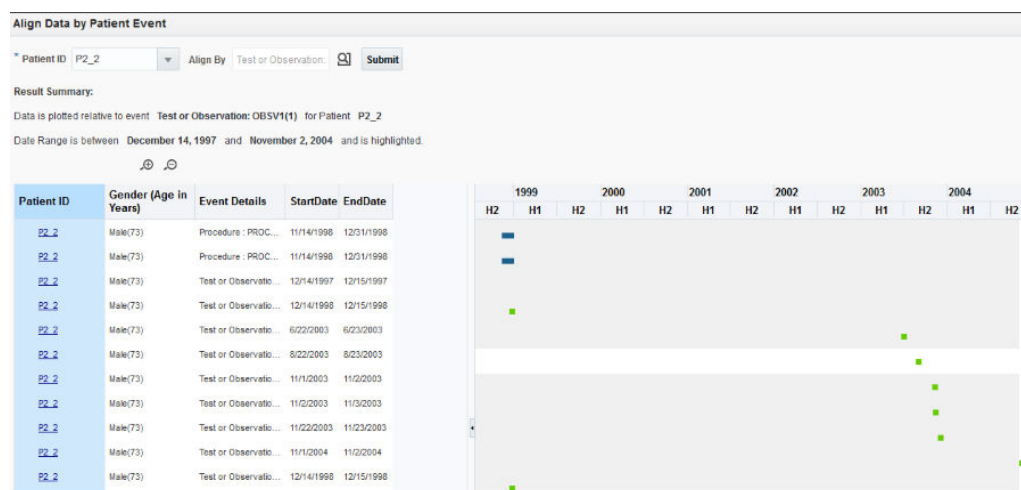 Align Data by Patient Event
* Patient ID P2_2 Align By Test or Observation: Submit
Result Summary:
Data is plotted relative to event Test or Observation: OBSV1(1) for Patient P2_2
Date Range is between December 14, 1997 and November 2, 2004 and is highlighted.
1999 2000 2001 2002 2003 2004
Patient ID Gender (Age in Years) Event Details StartDate EndDate H2 H1 H2 H1 H2 H1 H2 H1 H2 H1 H2 H1 H2
P2_2 Male(73) Procedure : PROC... 11/14/1998 12/31/1998
P2_2 Male(73) Procedure : PROC... 11/14/1998 12/31/1998
P2_2 Male(73) Test or Observatio... 12/14/1997 12/15/1997
P2_2 Male(73) Test or Observatio... 12/14/1998 12/15/1998
P2_2 Male(73) Test or Observatio... 6/22/2003 6/23/2003
P2_2 Male(73) Test or Observatio... 8/22/2003 8/23/2003
P2_2 Male(73) Test or Observatio... 11/1/2003 11/2/2003
P2_2 Male(73) Test or Observatio... 11/2/2003 11/3/2003
P2_2 Male(73) Test or Observatio... 11/22/2003 11/23/2003
P2_2 Male(73) Test or Observatio... 11/1/2004 11/2/2004
P2_2 Male(73) Test or Observatio... 12/14/1998 12/15/1998